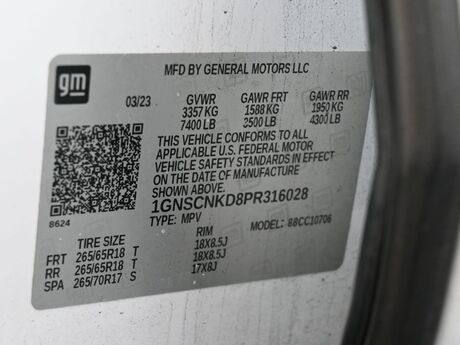 gm
MFD BY GENERAL MOTORS LLC
03/23 GVWR GAWR FRT GAWR RR
3357 KG 1588 KG 1950 KG
7400 LB 3500 LB 4300 LB
THIS VEHICLE CONFORMS TO ALL
APPLICABLE U.S. FEDERAL MOTOR
VEHICLE SAFETY STANDARDS IN EFFECT
ON THE DATE OF MANUFACTURE
1GNSCNKD8PR316028
8624 TYPE: MPV MODEL: 88CC10706
TIRE SIZE RIM
FRT 265/65R18 T 18X8.5J
RR 265/65R18 T 18X8.5J
SPA 265/70R17 S 17X8J